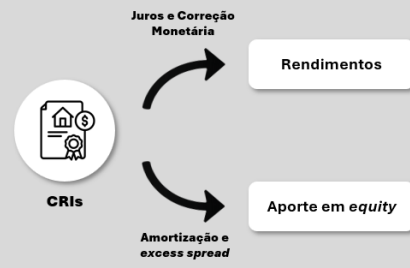 Juros e Correção
Monetária
Rendimentos
$
CRIs
Aporte em equity
Amortização e
excess spread